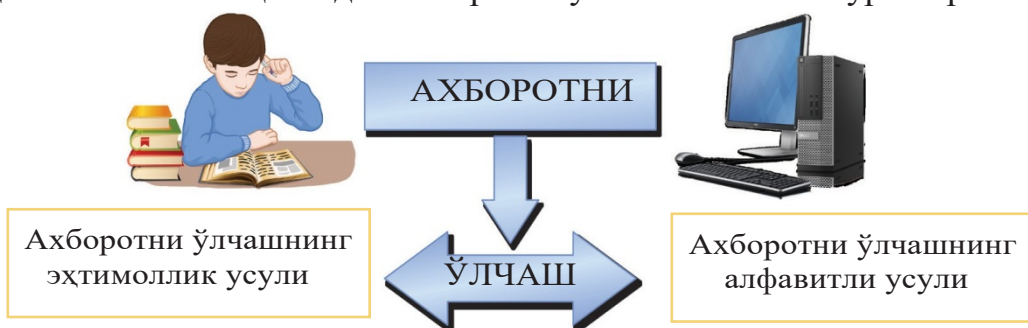 АХБОРОТНИ
Ахборотни ўлчашнинг
эҳтимоллик усули
ЎЛЧАШ
Ахборотни ўлчашнинг
алфавитли усули